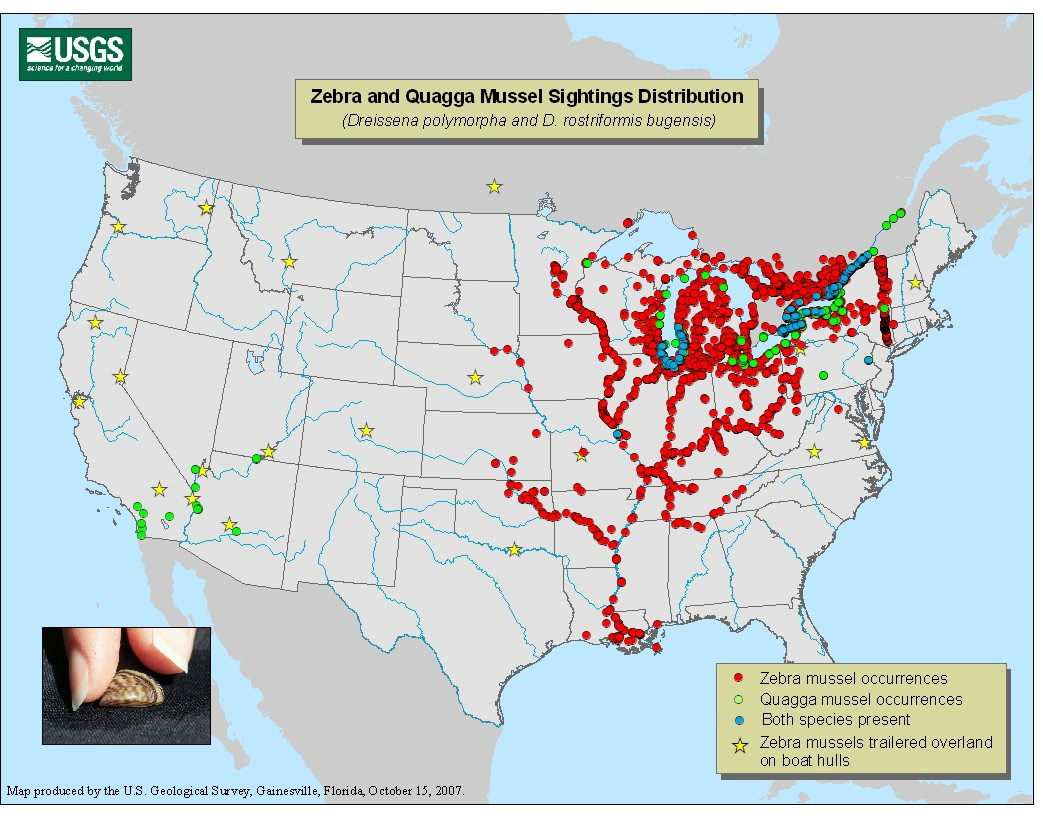 USGS
science for a changing world
Zebra and Quagga Mussel Sightings Distribution
(Dreissena polymorpha and D. rostriformis bugensis)
Zebra mussel occurrences
Quagga mussel occurrences
Both species present
Zebra mussels trailered overland
on boat hulls
Map produced by the U.S. Geological Survey, Gainesville, Florida, October 15, 2007.